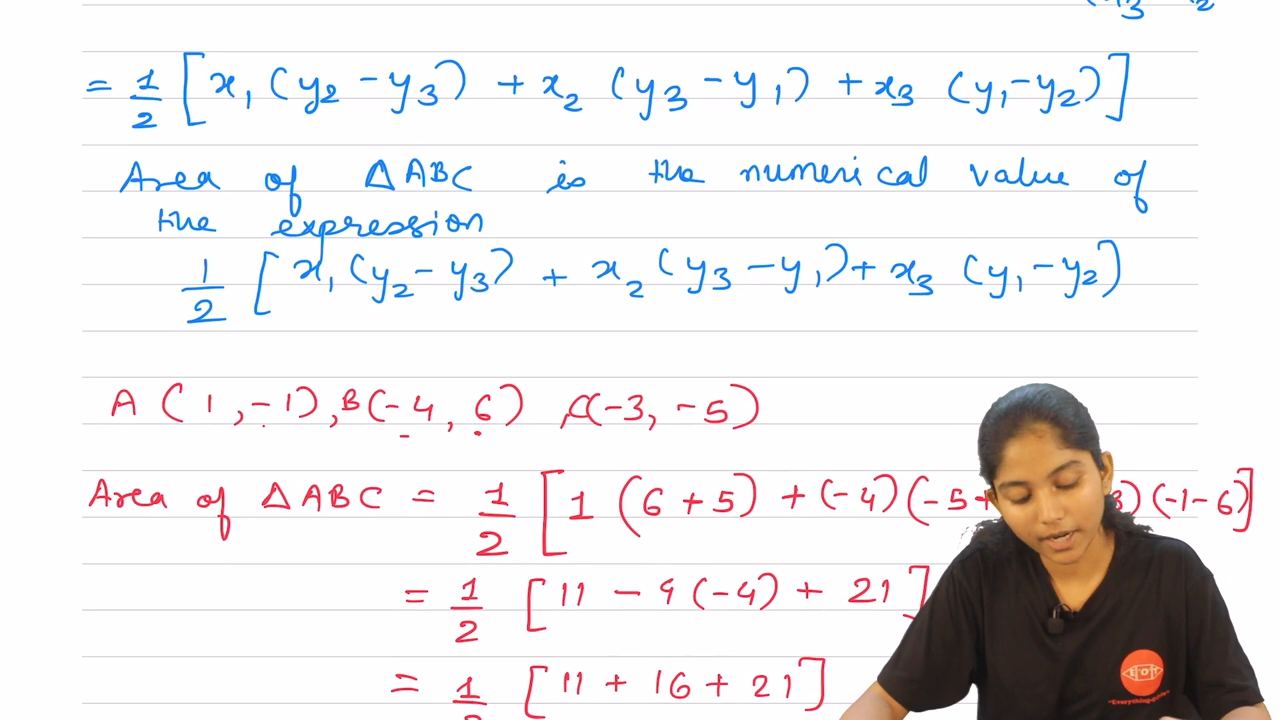 = 1/2 [ x₁ (y₂ – y₃) + x₂ (y₃ – y₁) + x₃ (y₁ – y₂) ]
Area of △ABC is the numerical value of
the expression
1/2 [ x₁ (y₂ – y₃) + x₂ (y₃ – y₁) + x₃ (y₁ – y₂)
A (1, -1), B(-4, 6), C(-3, -5)
Area of △ABC = 1/2 [ 1 (6 + 5) + (-4) (-5+ 3) (-1-6]
= 1/2 [ 11 – 4 (-4) + 21 ]
= 1/2 [ 11 + 16 + 21 ]
EOT